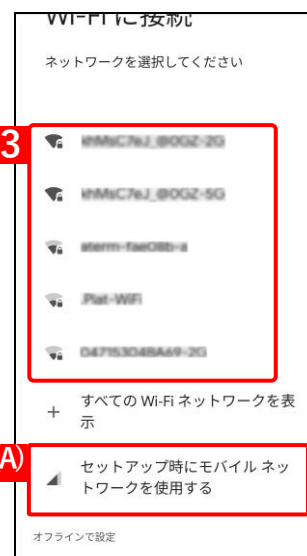 Wi-Fi に接続
ネットワークを選択してください
3
.Plat-WiFi
+ すべての Wi-Fi ネットワークを表
示
A)
セットアップ時にモバイル ネッ
トワークを使用する
オフラインで設定